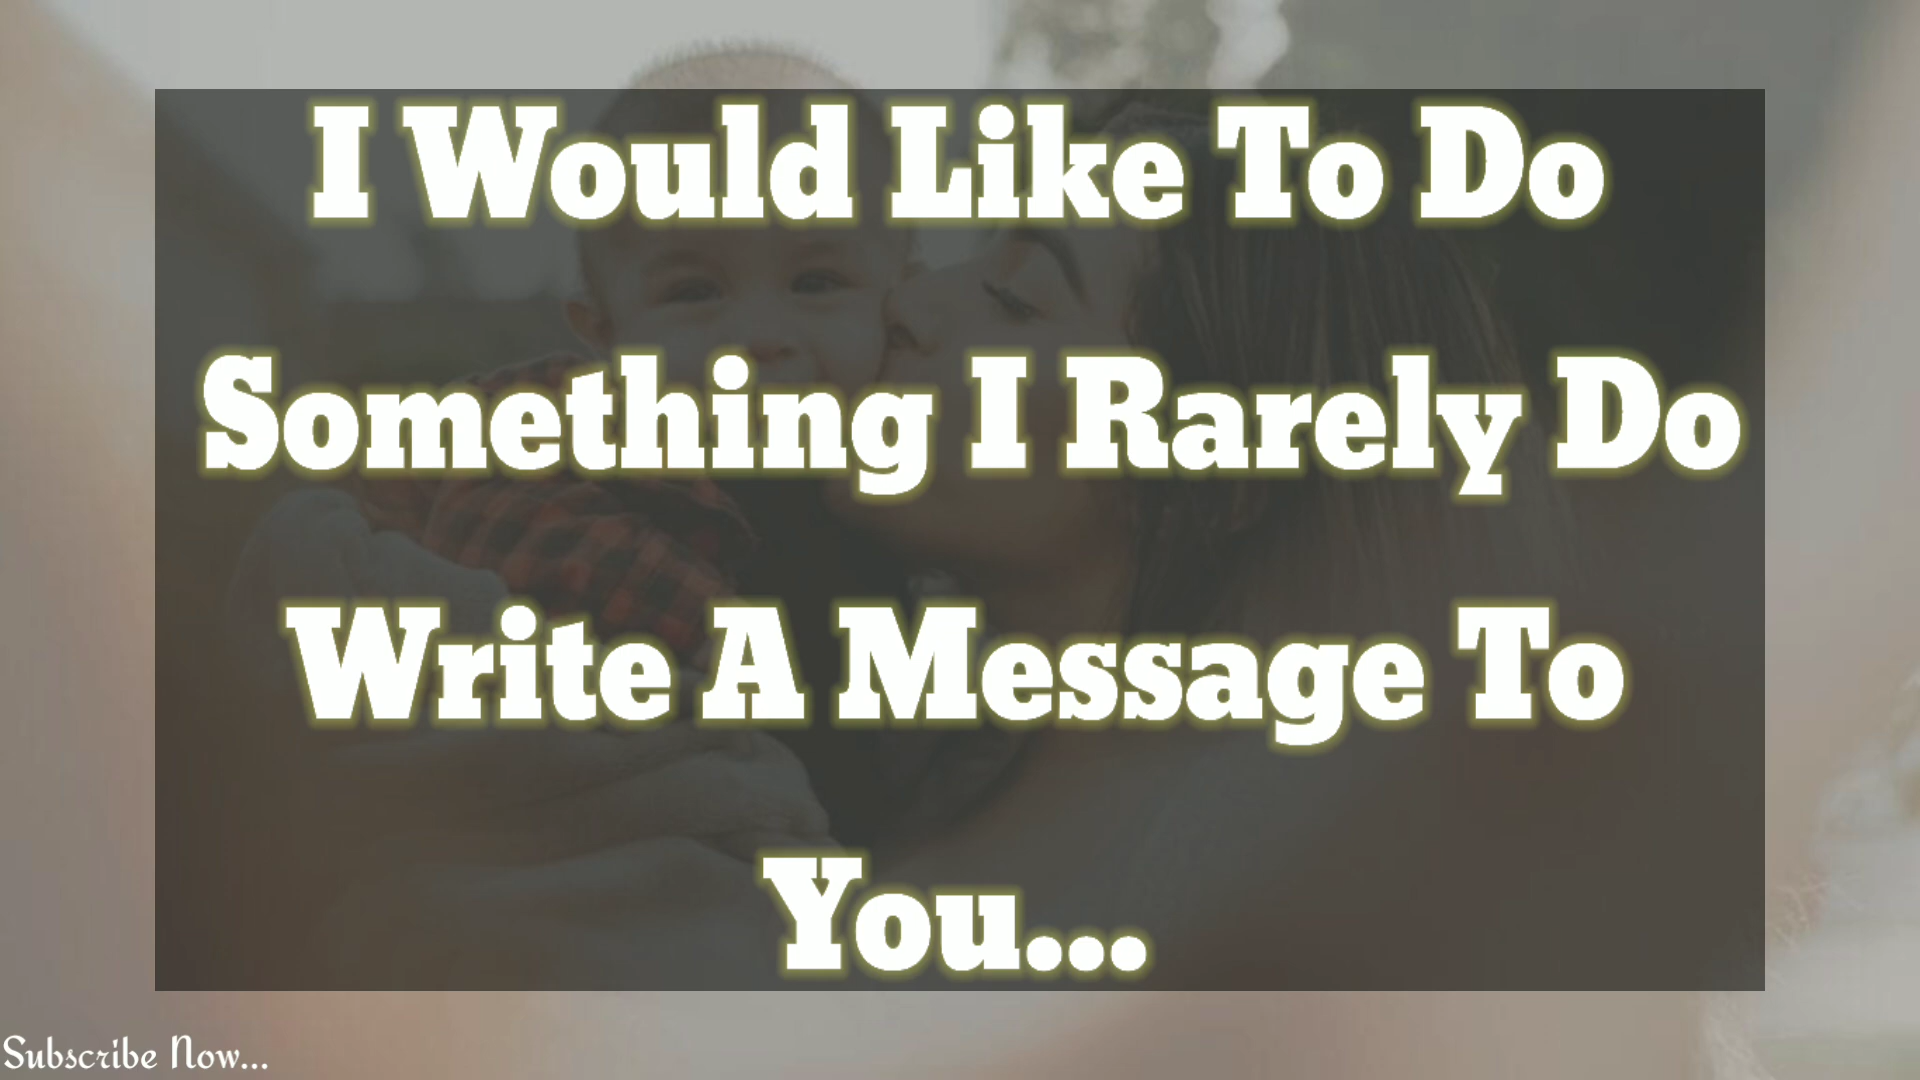 I Would Like To Do
Something I Rarely Do
Write A Message To
You...
Subscribe Now...